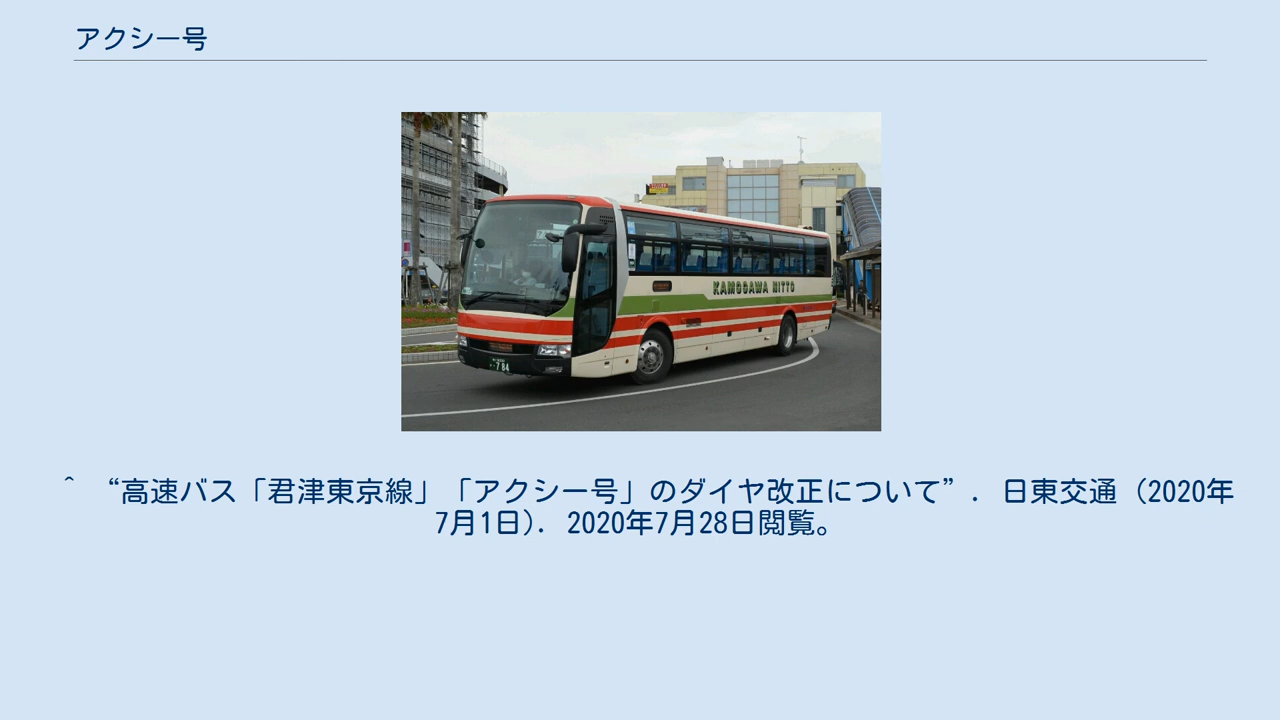 アクシー号
KAMOGAWA NITTO
784
^ “高速バス「君津東京線」「アクシー号」のダイヤ改正について”. 日東交通 (2020年
7月1日). 2020年7月28日閲覧。